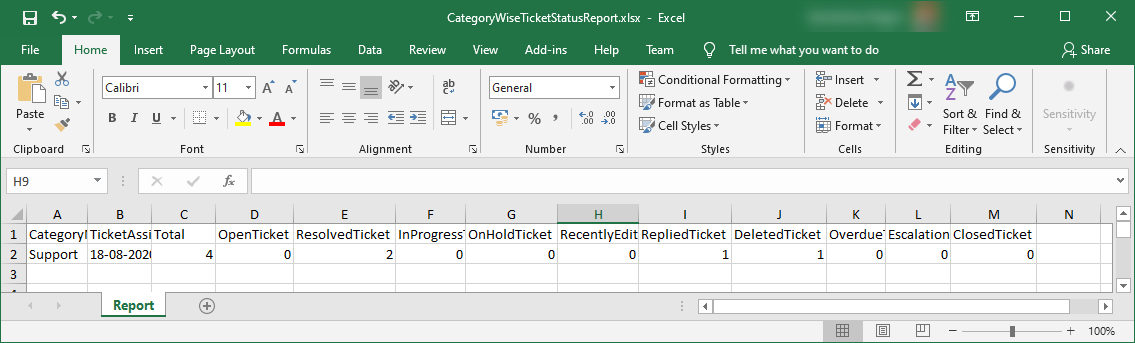 CategoryWiseTicketStatusReport.xlsx - Excel
File Home Insert Page Layout Formulas Data Review View Add-ins Help Team Tell me what you want to do Share
Calibri 11 ab c General Conditional Formatting Insert
Paste Format as Table Delete
B I U A % , Cell Styles Format Sort & Filter Find & Select Sensitivity
Clipboard Font Alignment Number Styles Cells Editing Sensitivity
H9 fx
A B C D E F G H I J K L M N
1 Category TicketAssi Total OpenTicket ResolvedTicket InProgressT OnHoldTicket RecentlyEdit RepliedTicket DeletedTicket Overdue Escalation ClosedTicket
2 Support 18-08-2020 4 0 2 0 0 0 1 1 0 0 0
3
Report
100%